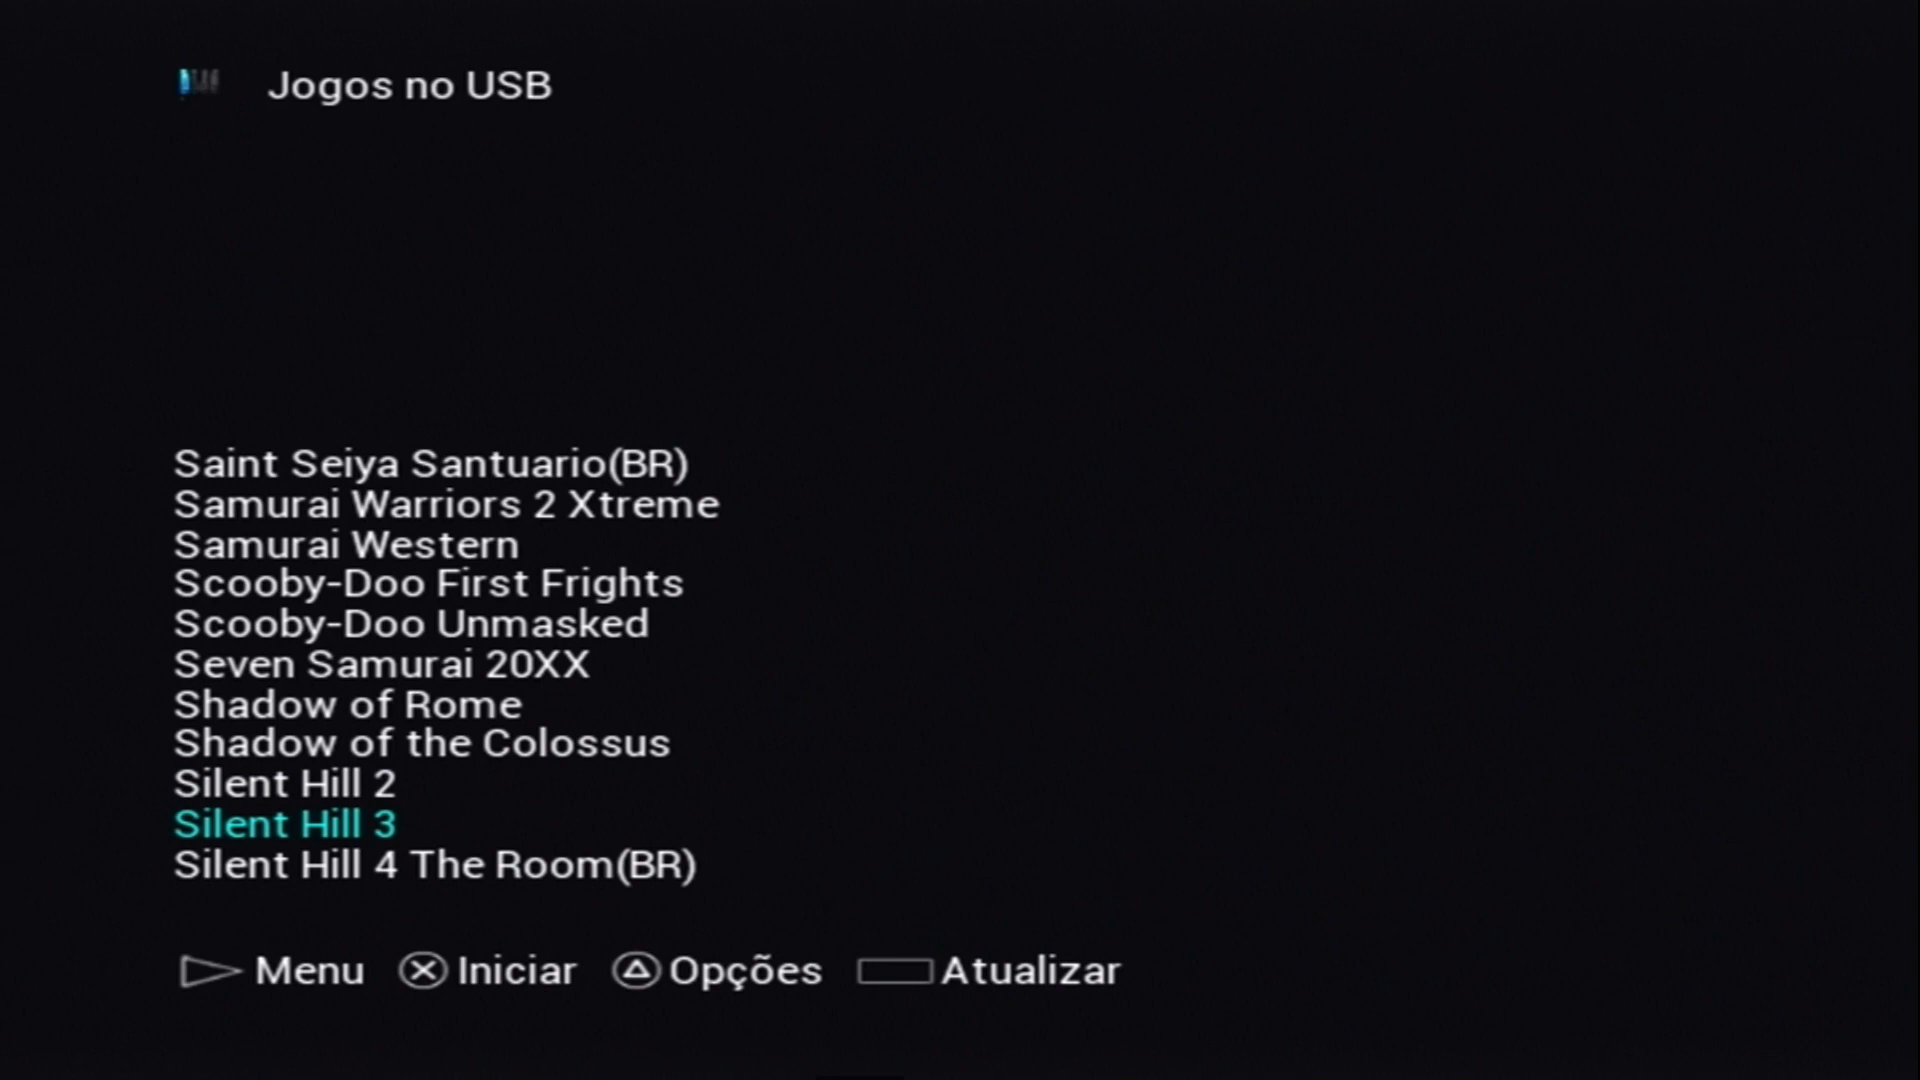 Jogos no USB
Saint Seiya Santuario(BR)
Samurai Warriors 2 Xtreme
Samurai Western
Scooby-Doo First Frights
Scooby-Doo Unmasked
Seven Samurai 20XX
Shadow of Rome
Shadow of the Colossus
Silent Hill 2
Silent Hill 3
Silent Hill 4 The Room(BR)
Menu Iniciar Opções Atualizar